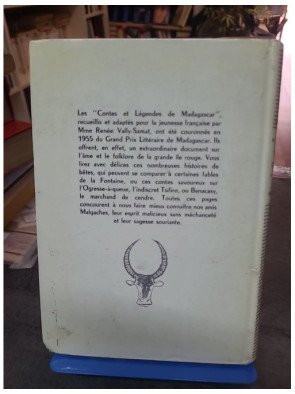 Les "Contes et Légendes de Madagascar",
recueillis et adaptés pour la jeunesse française par
Mme Renée Vally-Samat, ont été couronnés en
1955 du Grand Prix Littéraire de Madagascar. Ils
offrent, en effet, un extraordinaire document sur
l'âme et le folklore de la grande île rouge. Vous
lirez avec délices ces nombreuses histoires de
bêtes, qui peuvent se comparer à certaines fables
de la Fontaine, ou ces contes savoureux sur
l'Ogresse-à-queue, l'indiscret Tsifiro, ou Benacasy,
le marchand de cendre. Toutes ces pages
concourent à nous faire mieux connaître nos amis
Malgaches, leur esprit malicieux sans méchanceté
et leur sagesse souriante.